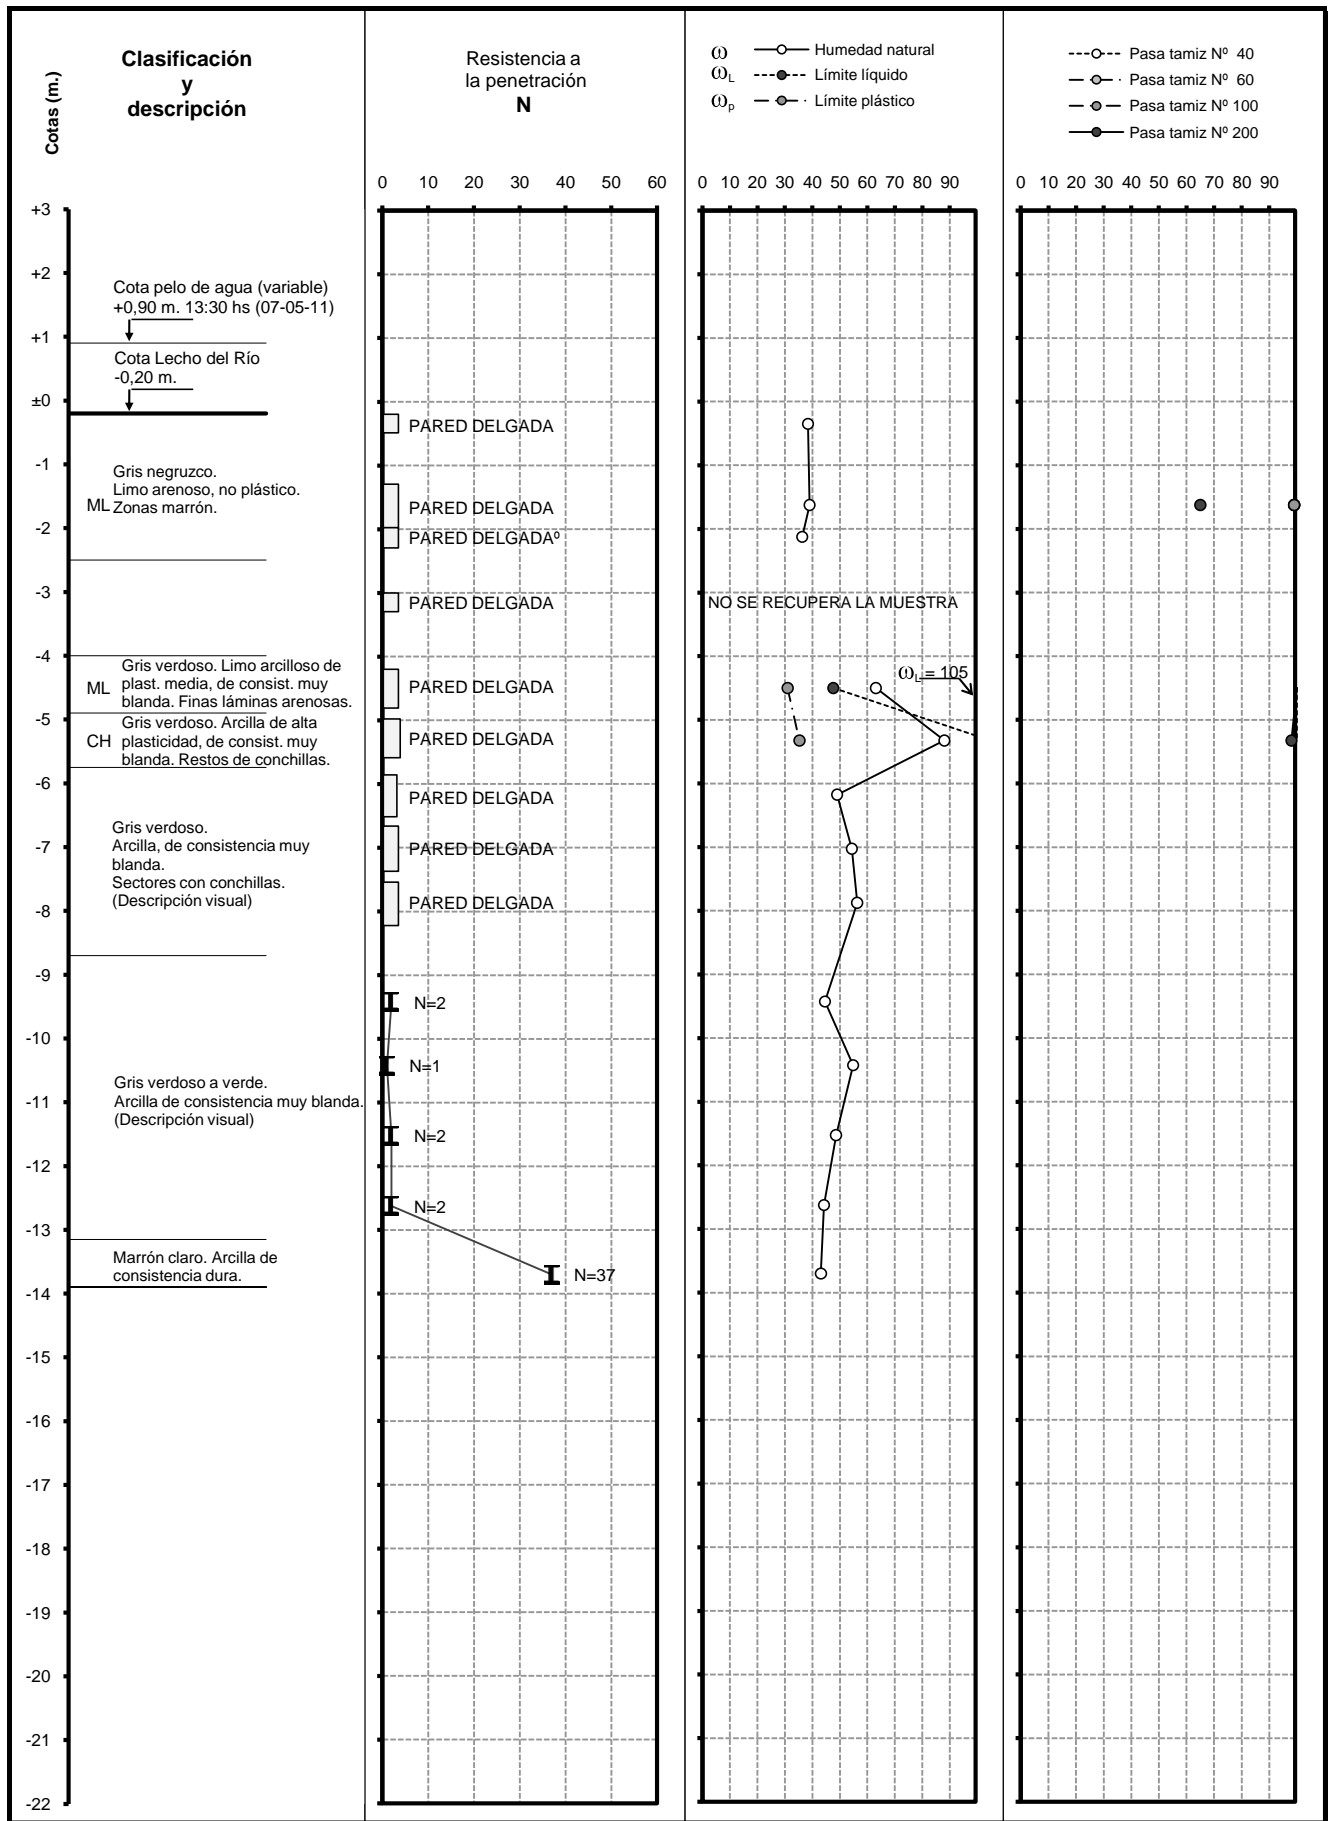 Cotas (m.)
Clasificación
y
descripción
Resistencia a
la penetración
N
ω Humedad natural
ωL Límite líquido
ωp Límite plástico
Pasa tamiz Nº 40
Pasa tamiz Nº 60
Pasa tamiz Nº 100
Pasa tamiz Nº 200
0 10 20 30 40 50 60
0 10 20 30 40 50 60 70 80 90
0 10 20 30 40 50 60 70 80 90
+3
+2
Cota pelo de agua (variable)
+0,90 m. 13:30 hs (07-05-11)
+1
Cota Lecho del Río
-0,20 m.
±0
PARED DELGADA
-1
Gris negruzco.
Limo arenoso, no plástico.
ML Zonas marrón.
PARED DELGADA
-2
PARED DELGADAº
-3
PARED DELGADA
NO SE RECUPERA LA MUESTRA
-4
Gris verdoso. Limo arcilloso de
ML plast. media, de consist. muy
blanda. Finas láminas arenosas.
PARED DELGADA
ωL = 105
-5
Gris verdoso. Arcilla de alta
CH plasticidad, de consist. muy
blanda. Restos de conchillas.
PARED DELGADA
-6
PARED DELGADA
Gris verdoso.
Arcilla, de consistencia muy
blanda.
Sectores con conchillas.
(Descripción visual)
-7
PARED DELGADA
-8
PARED DELGADA
-9
N=2
-10
N=1
Gris verdoso a verde.
Arcilla de consistencia muy blanda.
(Descripción visual)
-11
N=2
-12
N=2
-13
Marrón claro. Arcilla de
consistencia dura.
N=37
-14
-15
-16
-17
-18
-19
-20
-21
-22